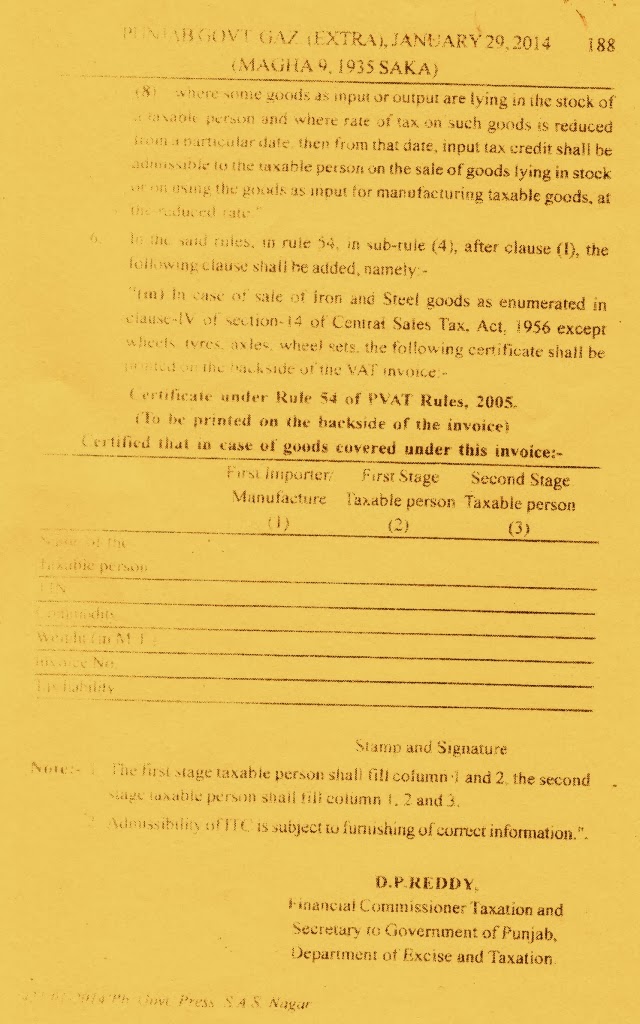 PUNJAB GOVT. GAZ. (EXTRA), JANUARY 29, 2014 188
(MAGHA 9, 1935 SAKA)
(8) where some goods as input or output are lying in the stock of
a taxable person and where rate of tax on such goods is reduced
from a particular date, then from that date, input tax credit shall be
admissible to the taxable person on the sale of goods lying in stock
or on using the goods as input for manufacturing taxable goods, at
the reduced rate."
6. In the said rules, in rule 54, in sub-rule (4), after clause (l), the
following clause shall be added, namely:-
"(m) In case of sale of Iron and Steel goods as enumerated in
clause-IV of section-14 of Central Sales Tax, Act, 1956 except
wheels, tyres, axles, wheel sets, the following certificate shall be
printed on the backside of the VAT invoice:-
Certificate under Rule 54 of PVAT Rules, 2005.
(To be printed on the backside of the invoice)
Certified that in case of goods covered under this invoice:-
First Importer/ First Stage Second Stage
Manufacture Taxable person Taxable person
(1) (2) (3)
Name of the
Taxable person
TIN
Commodity
Weight (in M.T.)
Invoice No.
Tax liability
Stamp and Signature
Note:- 1. The first stage taxable person shall fill column 1 and 2, the second
stage taxable person shall fill column 1, 2 and 3.
2. Admissibility of ITC is subject to furnishing of correct information.".
D.P.REDDY,
Financial Commissioner Taxation and
Secretary to Government of Punjab,
Department of Excise and Taxation
2014/Pb. Govt. Press, S.A.S. Nagar